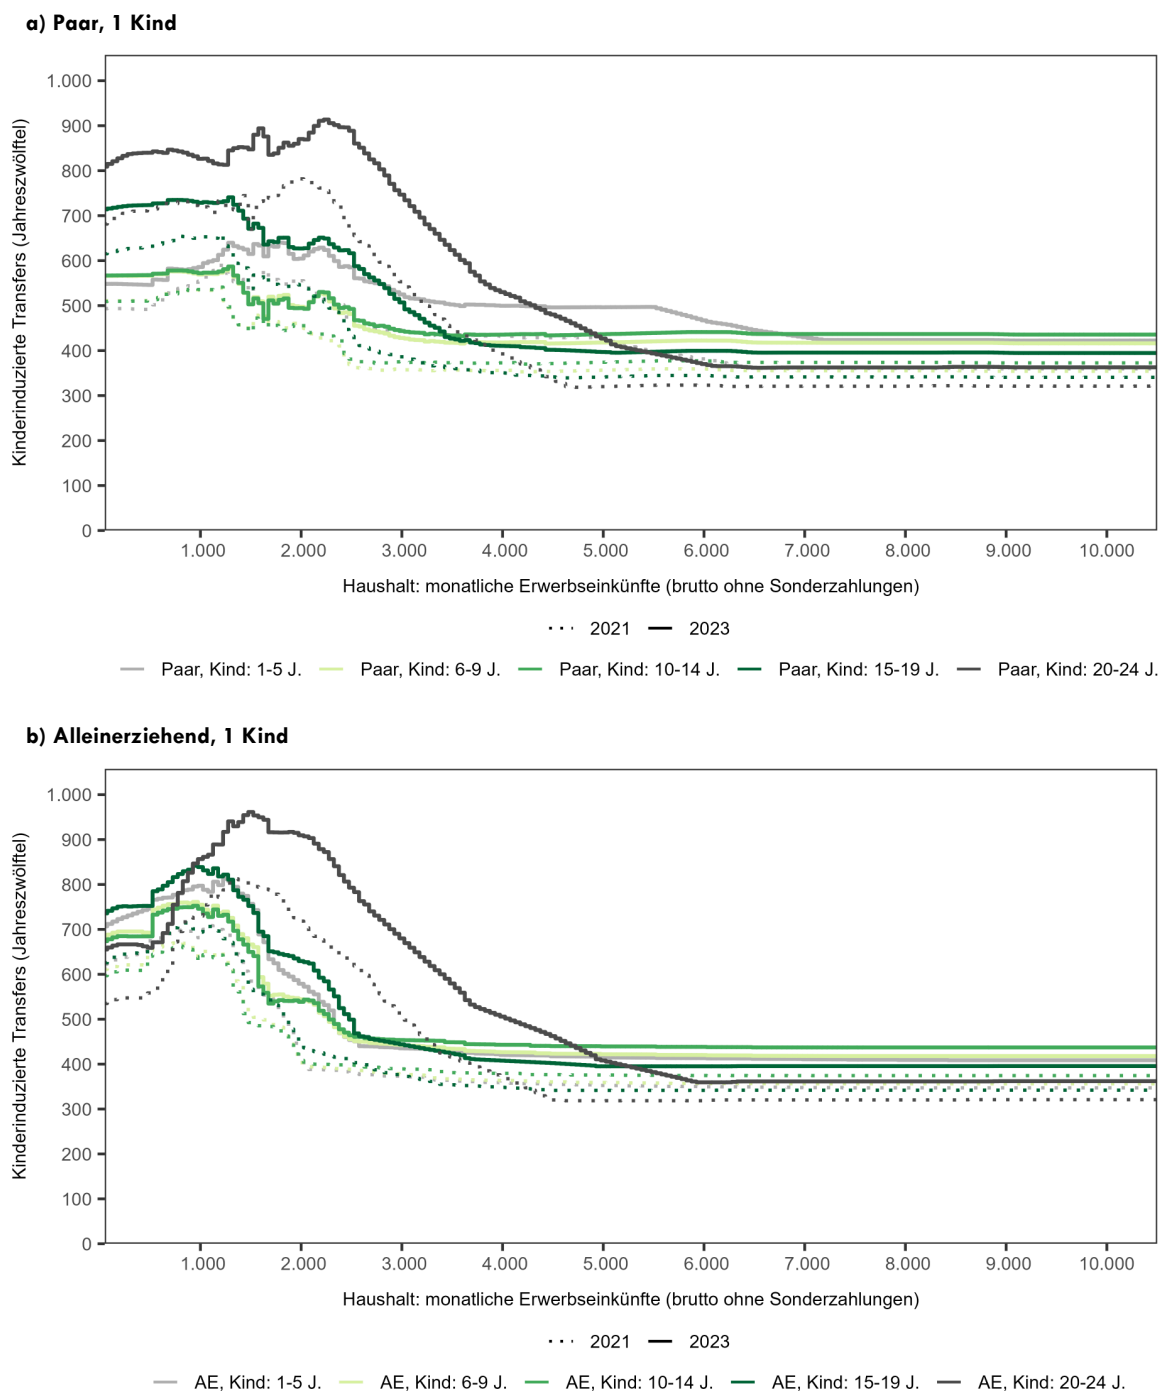 a) Paar, 1 Kind
Kinderinduzierte Transfers (Jahreszwölftel)
1.000
900
800
700
600
500
400
300
200
100
0
1.000 2.000 3.000 4.000 5.000 6.000 7.000 8.000 9.000 10.000
Haushalt: monatliche Erwerbseinkünfte (brutto ohne Sonderzahlungen)
2021 2023
Paar, Kind: 1-5 J. Paar, Kind: 6-9 J. Paar, Kind: 10-14 J. Paar, Kind: 15-19 J. Paar, Kind: 20-24 J.
b) Alleinerziehend, 1 Kind
Kinderinduzierte Transfers (Jahreszwölftel)
1.000
900
800
700
600
500
400
300
200
100
0
1.000 2.000 3.000 4.000 5.000 6.000 7.000 8.000 9.000 10.000
Haushalt: monatliche Erwerbseinkünfte (brutto ohne Sonderzahlungen)
2021 2023
AE, Kind: 1-5 J. AE, Kind: 6-9 J. AE, Kind: 10-14 J. AE, Kind: 15-19 J. AE, Kind: 20-24 J.